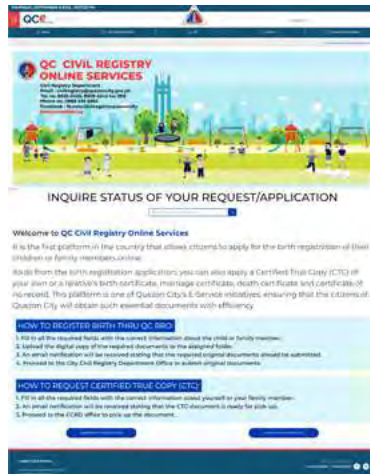 QCe
QC CIVIL REGISTRY
ONLINE SERVICES
Civil Registry Department
INQUIRE STATUS OF YOUR REQUEST/APPLICATION
Welcome to QC Civil Registry Online Services
It is the first platform in the country that allows citizens to apply for the birth registration of their
children or family members online.
Aside from the birth registration application, you can also apply a Certified True Copy (CTC) of
your own or a relative's birth certificate, marriage certificate, death certificate and certificate of
no record. This platform is one of Quezon City's E-Service initiatives, ensuring that the citizens of
Quezon City will obtain such essential documents with efficiency.
HOW TO REGISTER BIRTH THRU QC BRO
1. Fill in all the required fields with the correct information about the child or family member.
2. Upload the digital copy of the required documents to the assigned folder.
3. An email notification will be received stating that the required original documents should be submitted.
4. Proceed to the City Civil Registry Department Office to submit original documents.
HOW TO REQUEST CERTIFIED TRUE COPY (CTC)
1. Fill in all the required fields with the correct information about yourself or your family member.
2. An email notification will be received stating that the CTC document is ready for pick up.
3. Proceed to the CCRD office to pick up the document.